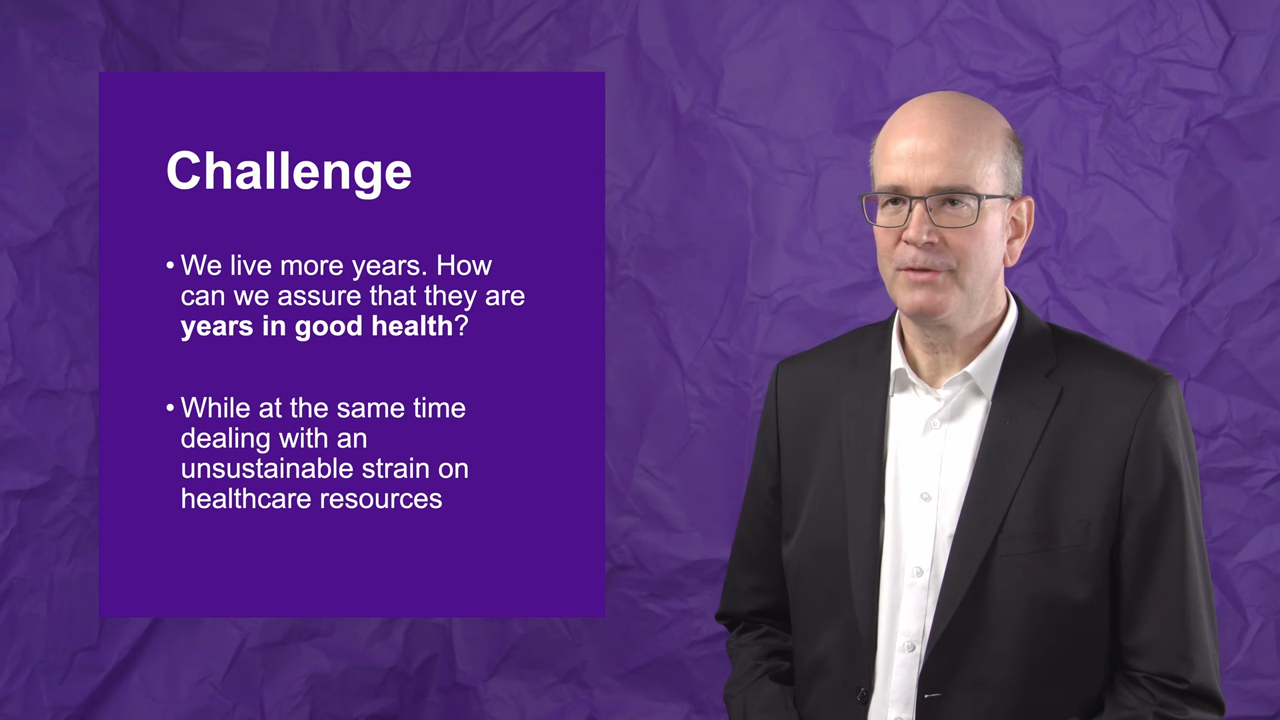 Challenge
• We live more years. How
can we assure that they are
years in good health?
• While at the same time
dealing with an
unsustainable strain on
healthcare resources